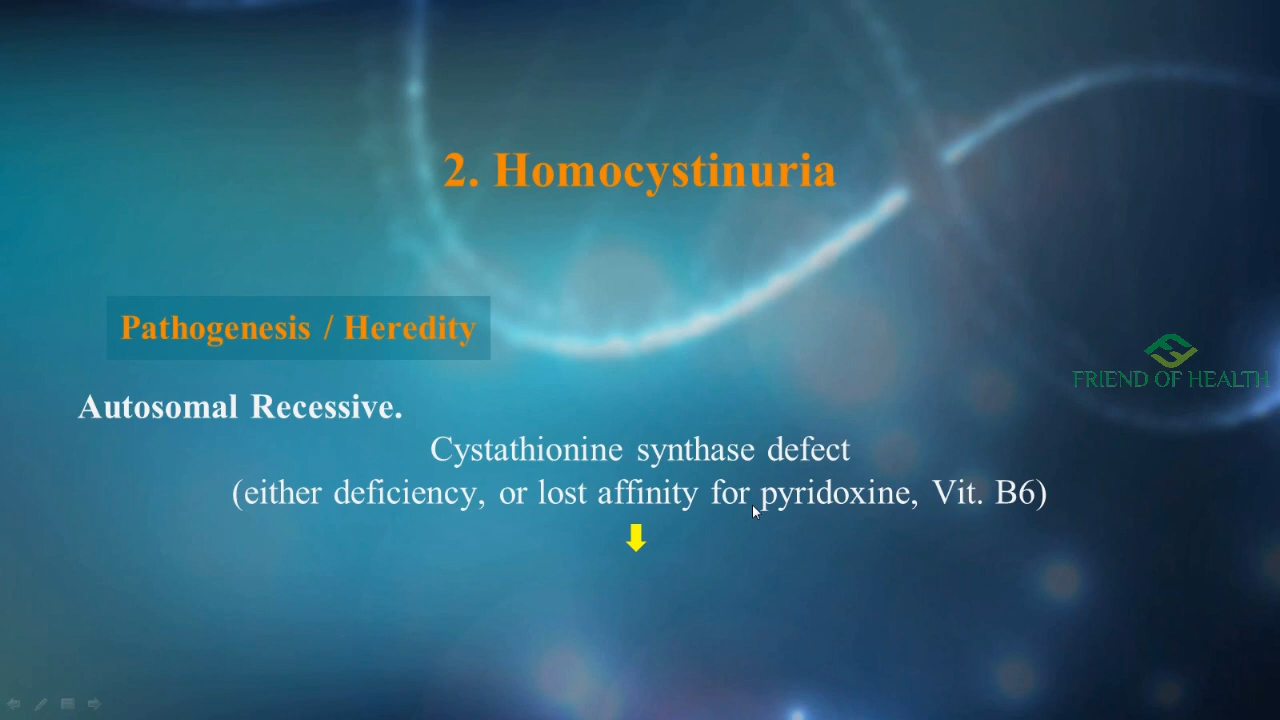 2. Homocystinuria
Pathogenesis / Heredity
FRIEND OF HEALTH
Autosomal Recessive.
Cystathionine synthase defect
(either deficiency, or lost affinity for pyridoxine, Vit. B6)